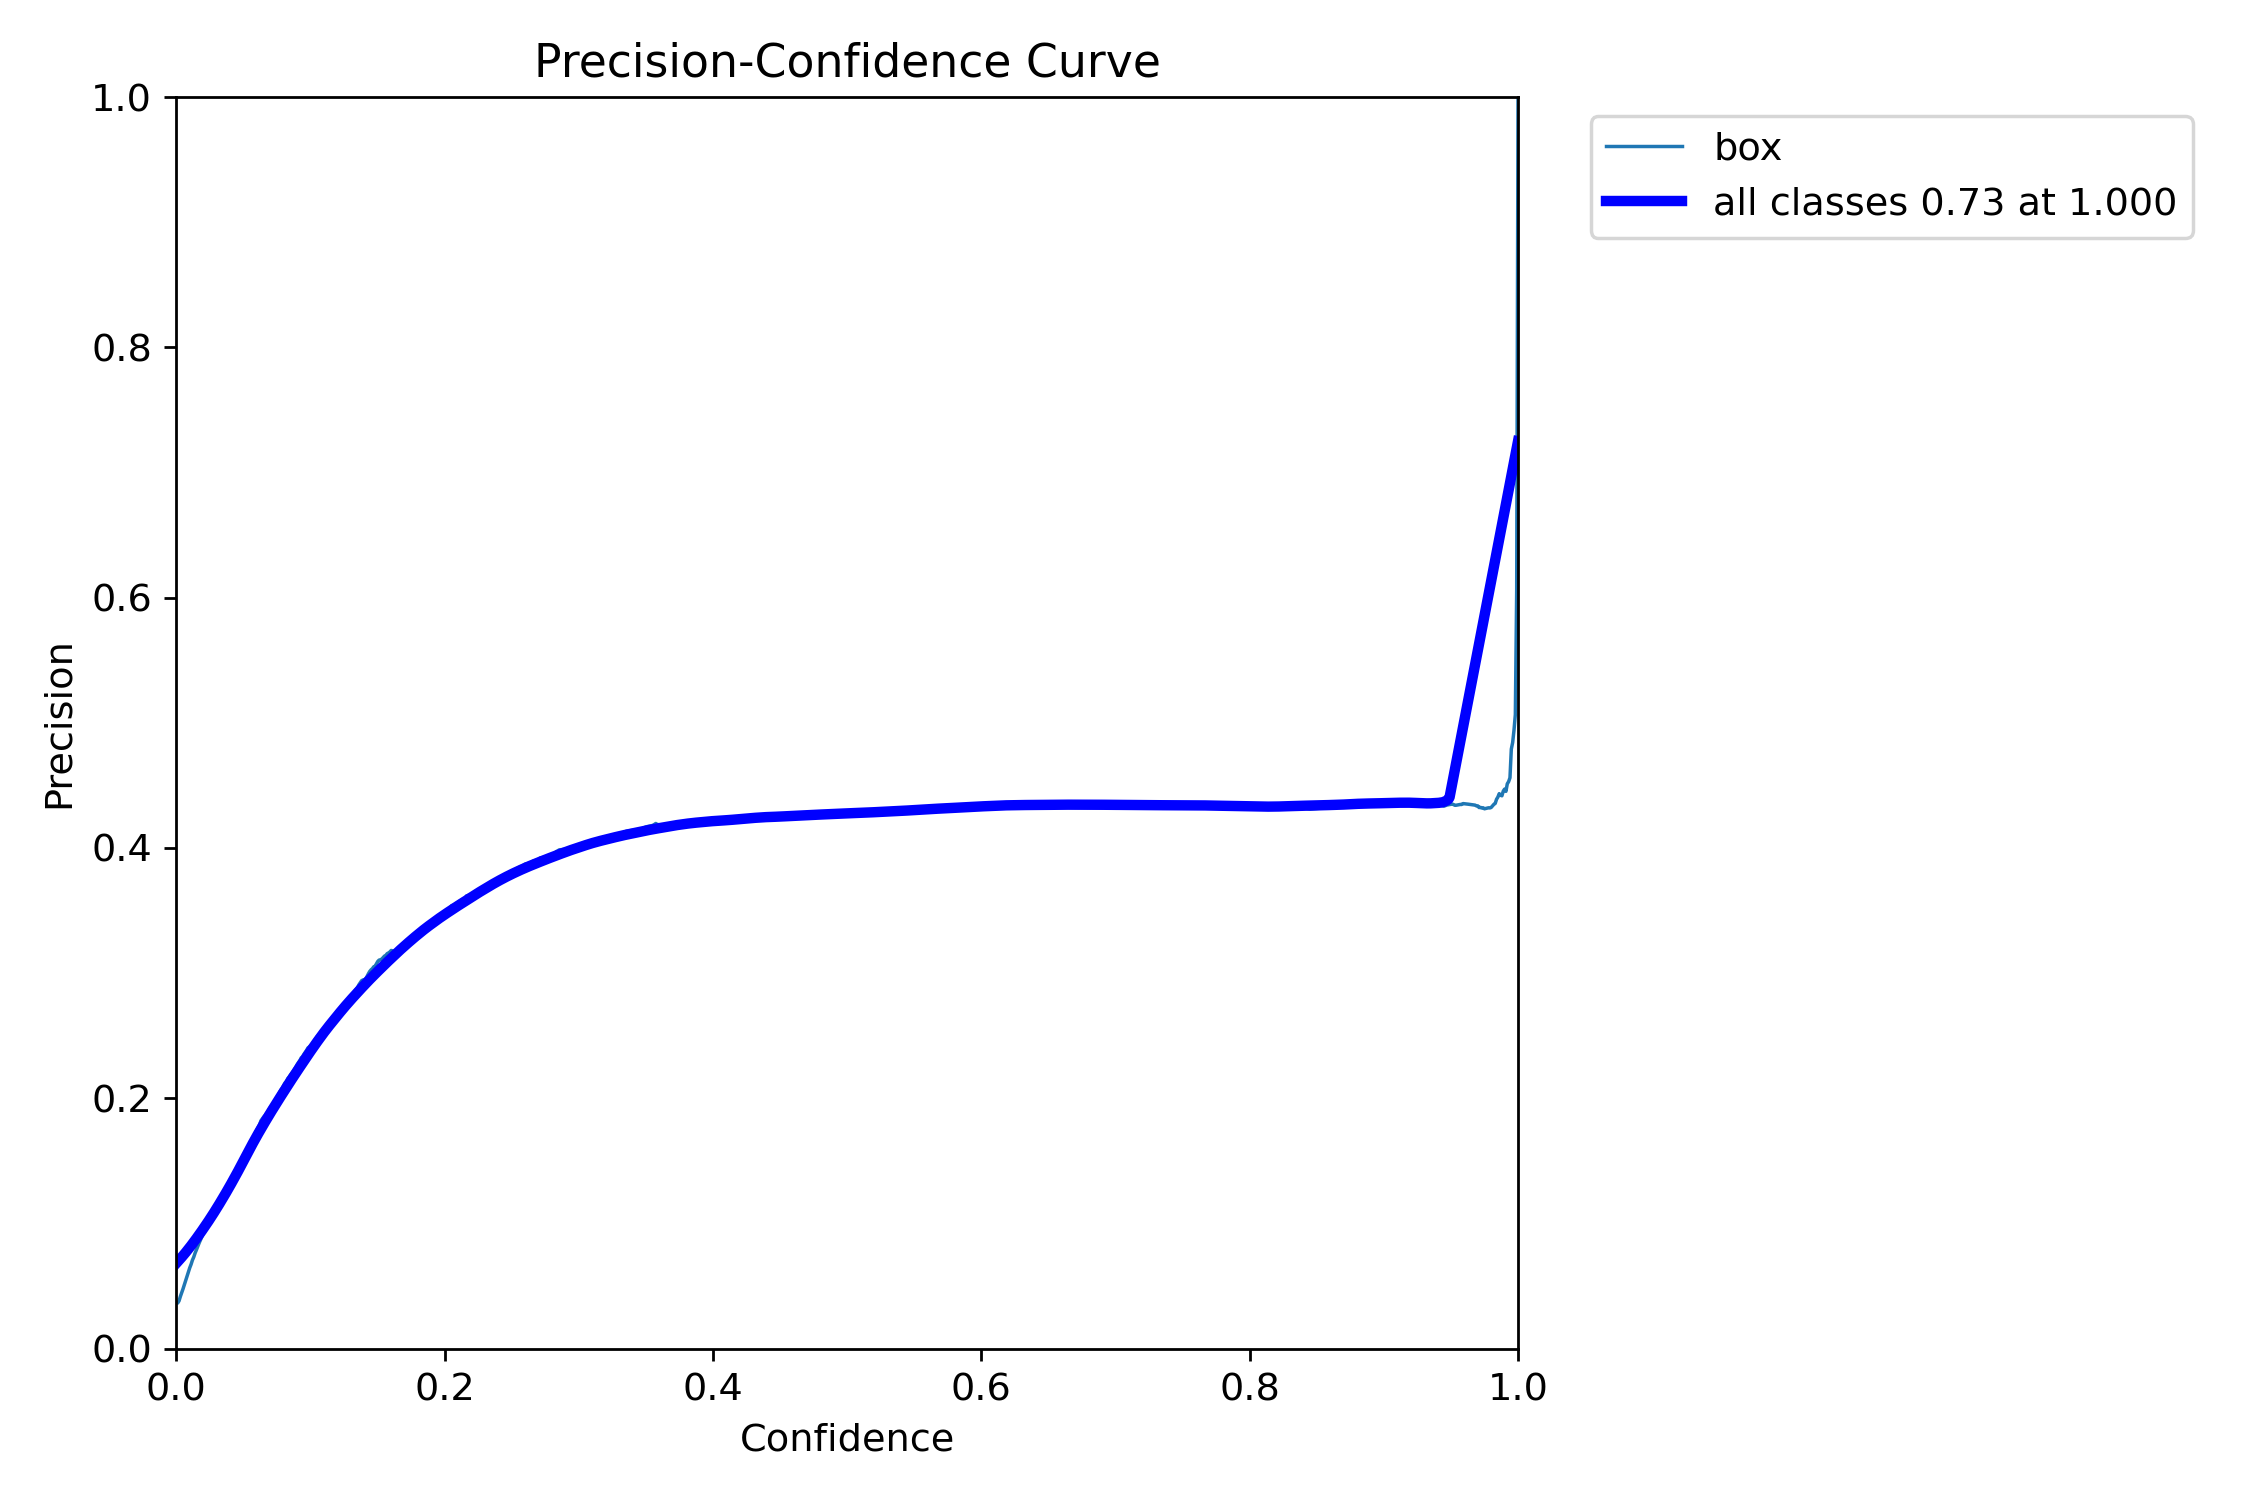 Precision-Confidence Curve
1.0
0.8
0.6
0.4
0.2
0.0
Precision
0.0 0.2 0.4 0.6 0.8 1.0
Confidence
box
all classes 0.73 at 1.000